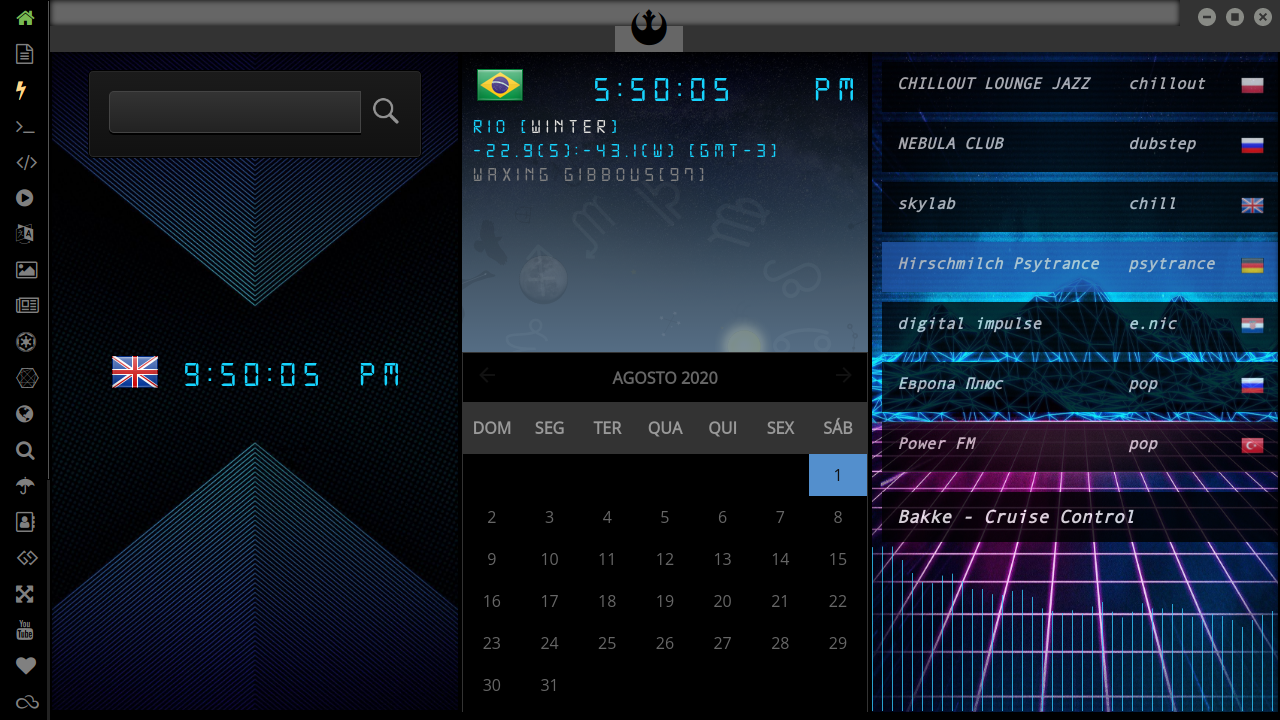 5:50:05 PM
RIO [WINTER]
-22.9(S):-43.1(W) [GMT-3]
WAXING GIBBOUS[97]
9:50:05 PM
AGOSTO 2020
DOM SEG TER QUA QUI SEX SÁB
1
2 3 4 5 6 7 8
9 10 11 12 13 14 15
16 17 18 19 20 21 22
23 24 25 26 27 28 29
30 31
CHILLOUT LOUNGE JAZZ chillout
NEBULA CLUB dubstep
skylab chill
Hirschmilch Psytrance psytrance
digital impulse e.nic
Европа Плюс pop
Power FM pop
Bakke - Cruise Control
You
Tube